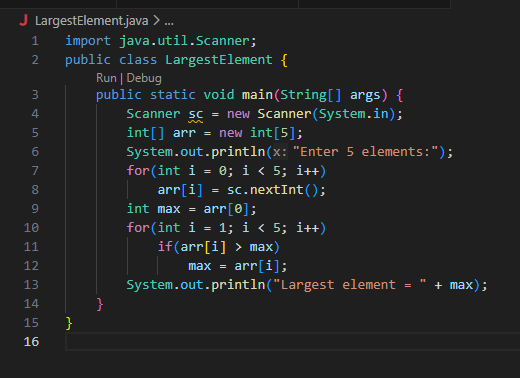 J LargestElement.java > ...
1 import java.util.Scanner;
2 public class LargestElement {
Run | Debug
3 public static void main(String[] args) {
4 Scanner sc = new Scanner(System.in);
5 int[] arr = new int[5];
6 System.out.println(x: "Enter 5 elements:");
7 for(int i = 0; i < 5; i++)
8 arr[i] = sc.nextInt();
9 int max = arr[0];
10 for(int i = 1; i < 5; i++)
11 if(arr[i] > max)
12 max = arr[i];
13 System.out.println("Largest element = " + max);
14 }
15 }
16